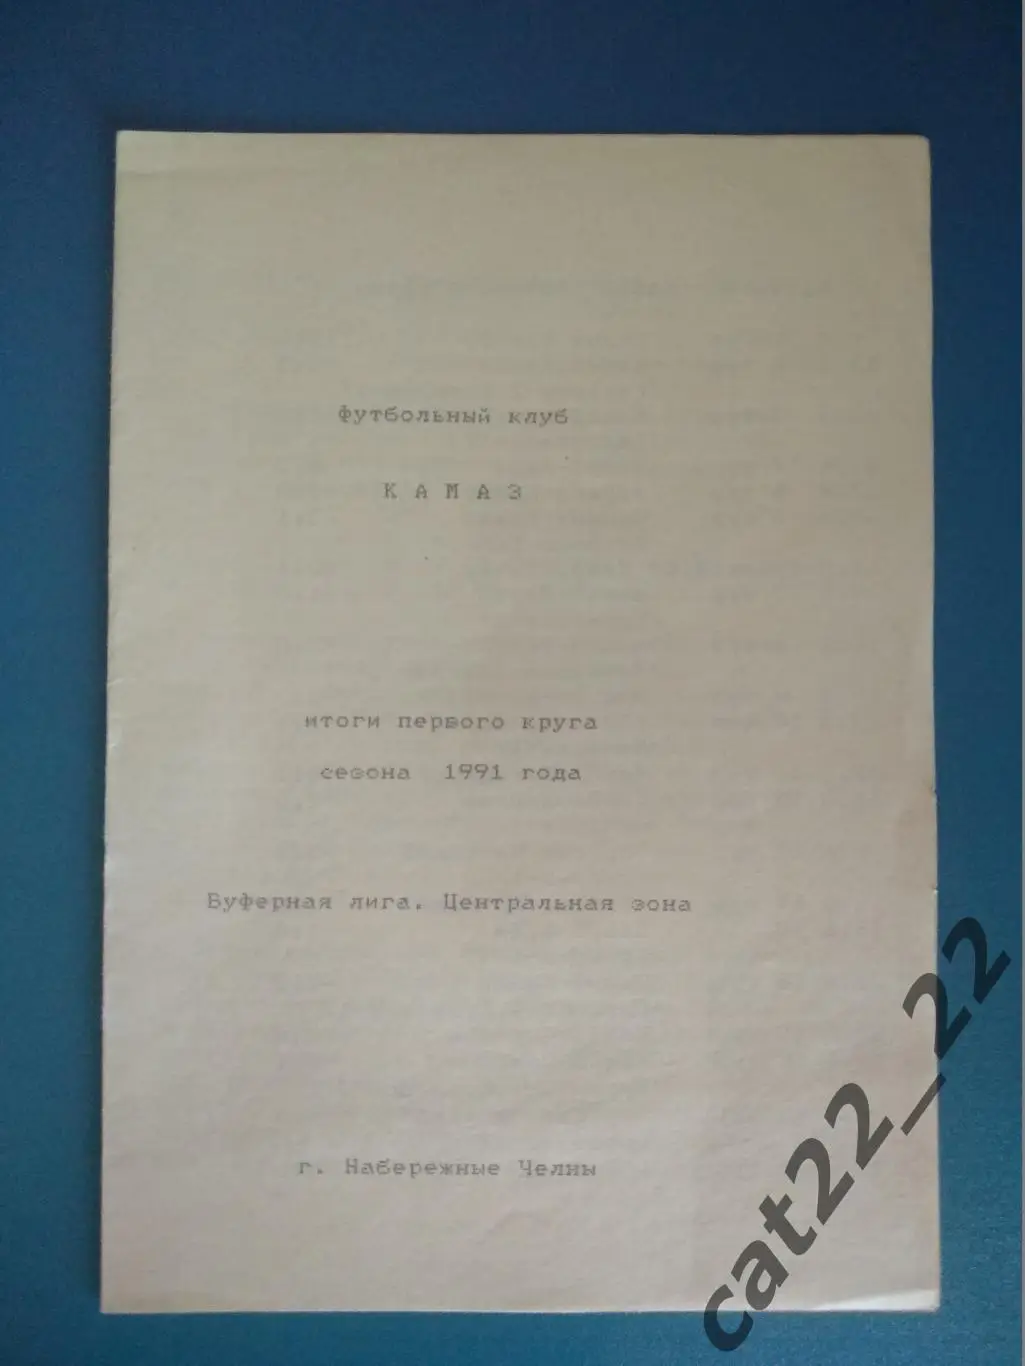 футбольный клуб
К А М А З
итоги первого круга
сезона 1991 года
Буферная лига. Центральная зона
г. Набережные Челны
cat22_22